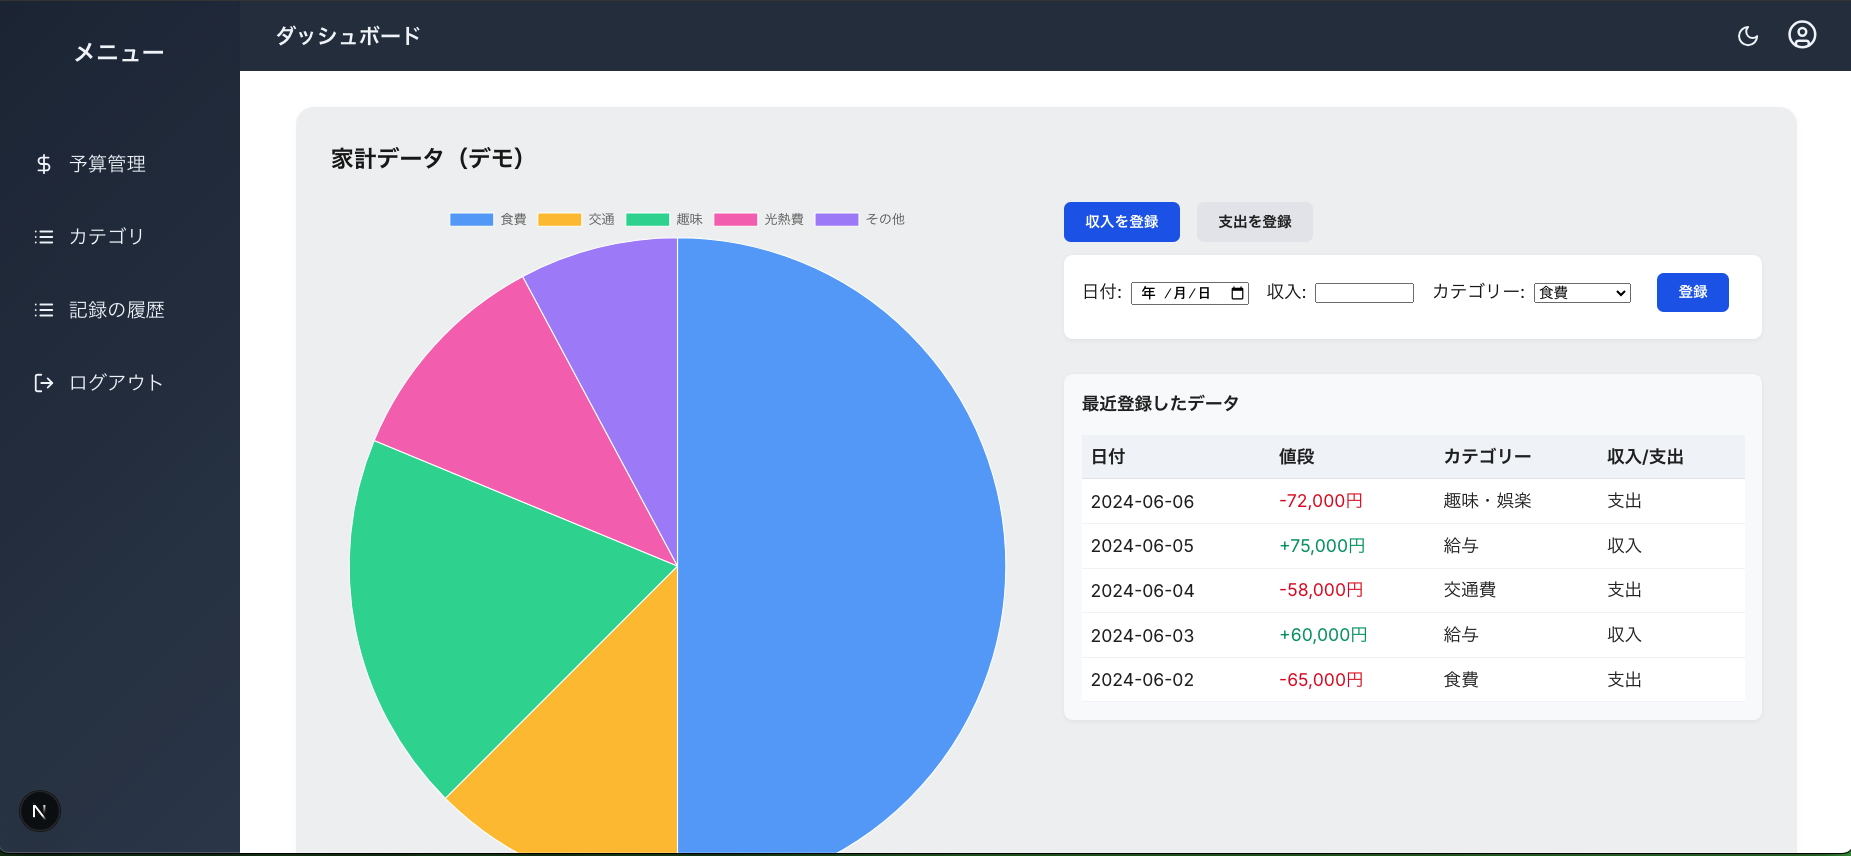 メニュー
予算管理
カテゴリ
記録の履歴
ログアウト
N
ダッシュボード
家計データ（デモ）
食費 交通 趣味 光熱費 その他
収入を登録 支出を登録
日付: 年 /月/日 収入: カテゴリー: 食費 登録
最近登録したデータ
日付 値段 カテゴリー 収入/支出
2024-06-06 -72,000円 趣味・娯楽 支出
2024-06-05 +75,000円 給与 収入
2024-06-04 -58,000円 交通費 支出
2024-06-03 +60,000円 給与 収入
2024-06-02 -65,000円 食費 支出